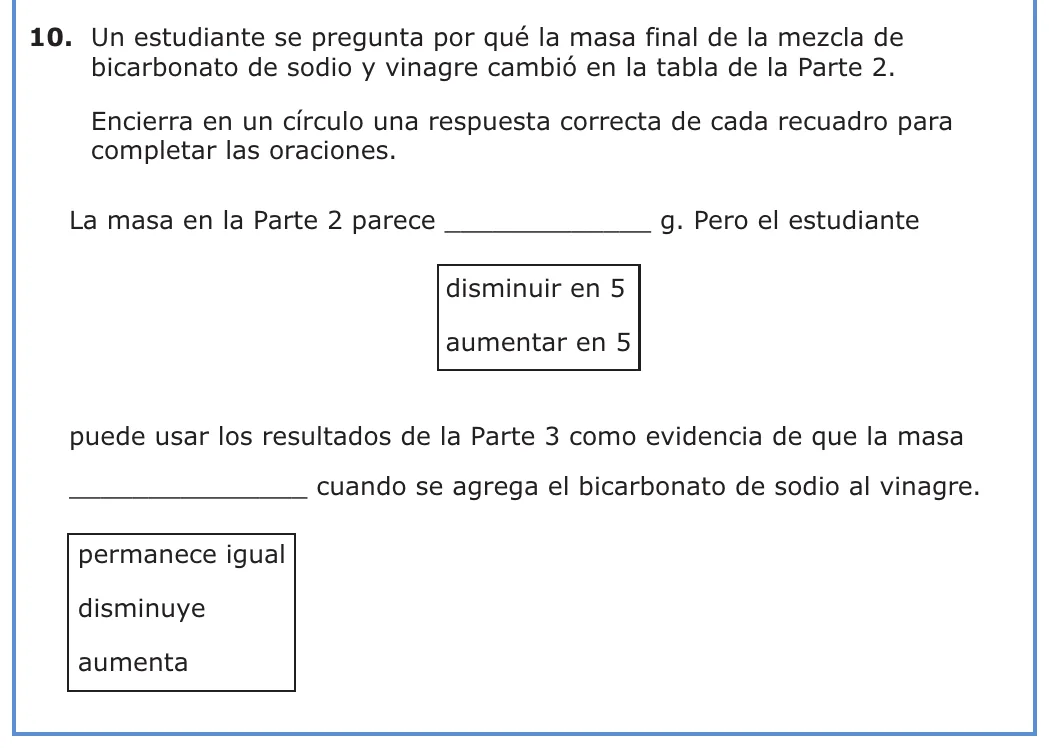 10. Un estudiante se pregunta por qué la masa final de la mezcla de
bicarbonato de sodio y vinagre cambió en la tabla de la Parte 2.
Encierra en un círculo una respuesta correcta de cada recuadro para
completar las oraciones.
La masa en la Parte 2 parece _____________ g. Pero el estudiante
disminuir en 5
aumentar en 5
puede usar los resultados de la Parte 3 como evidencia de que la masa
_______________ cuando se agrega el bicarbonato de sodio al vinagre.
permanece igual
disminuye
aumenta